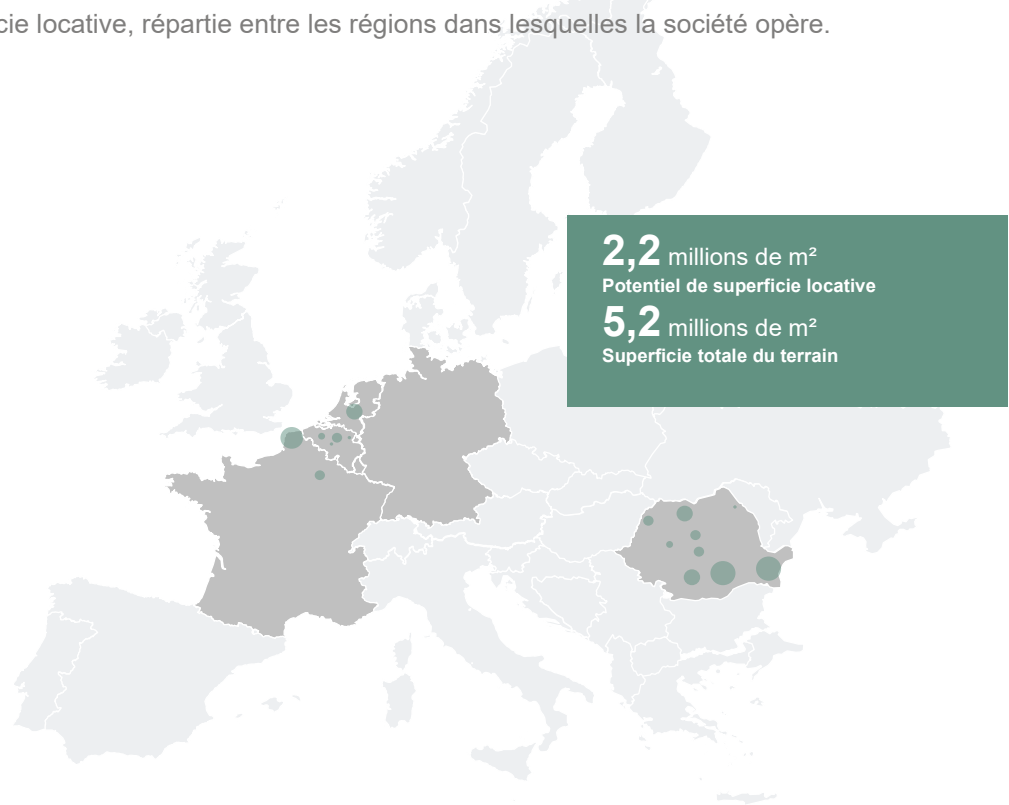 cie locative, répartie entre les régions dans lesquelles la société opère.
2,2 millions de m²
Potentiel de superficie locative
5,2 millions de m²
Superficie totale du terrain